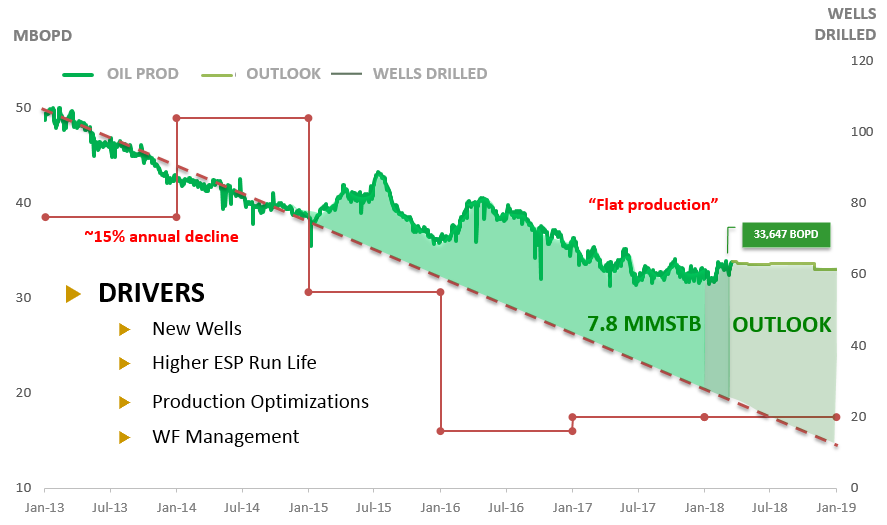 WELLS
DRILLED
MBOPD
OIL PROD
OUTLOOK
WELLS DRILLED
120
50
100
40
80
"Flat production"
~15% annual decline
33,647 BOPD
60
DRIVERS
30
New Wells
7.8 MMSTB
OUTLOOK
Higher ESP Run Life
40
20
Production Optimizations
20
WF Management
10
0
Jan-13
Jul-13
Jan-14
Jul-14
Jan-15
Jul-15
Jan-16
Jul-16
Jan-17
Jul-17
Jan-18
Jul-18
Jan-19